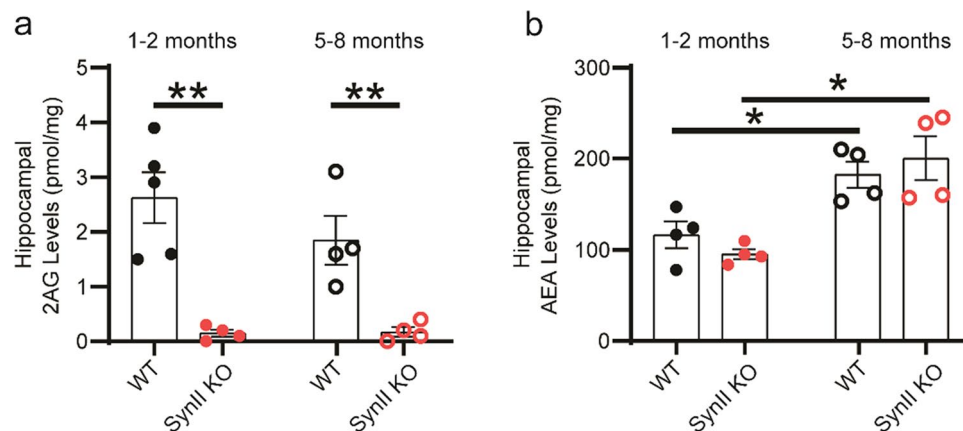 a
1-2 months
5-8 months
Hippocampal
2AG Levels (pmol/mg)
5
4
3
2
1
0
**
**
WT
SynII KO
WT
SynII KO
b
1-2 months
5-8 months
Hippocampal
AEA Levels (pmol/mg)
300
200
100
0
*
*
WT
SynII KO
WT
SynII KO